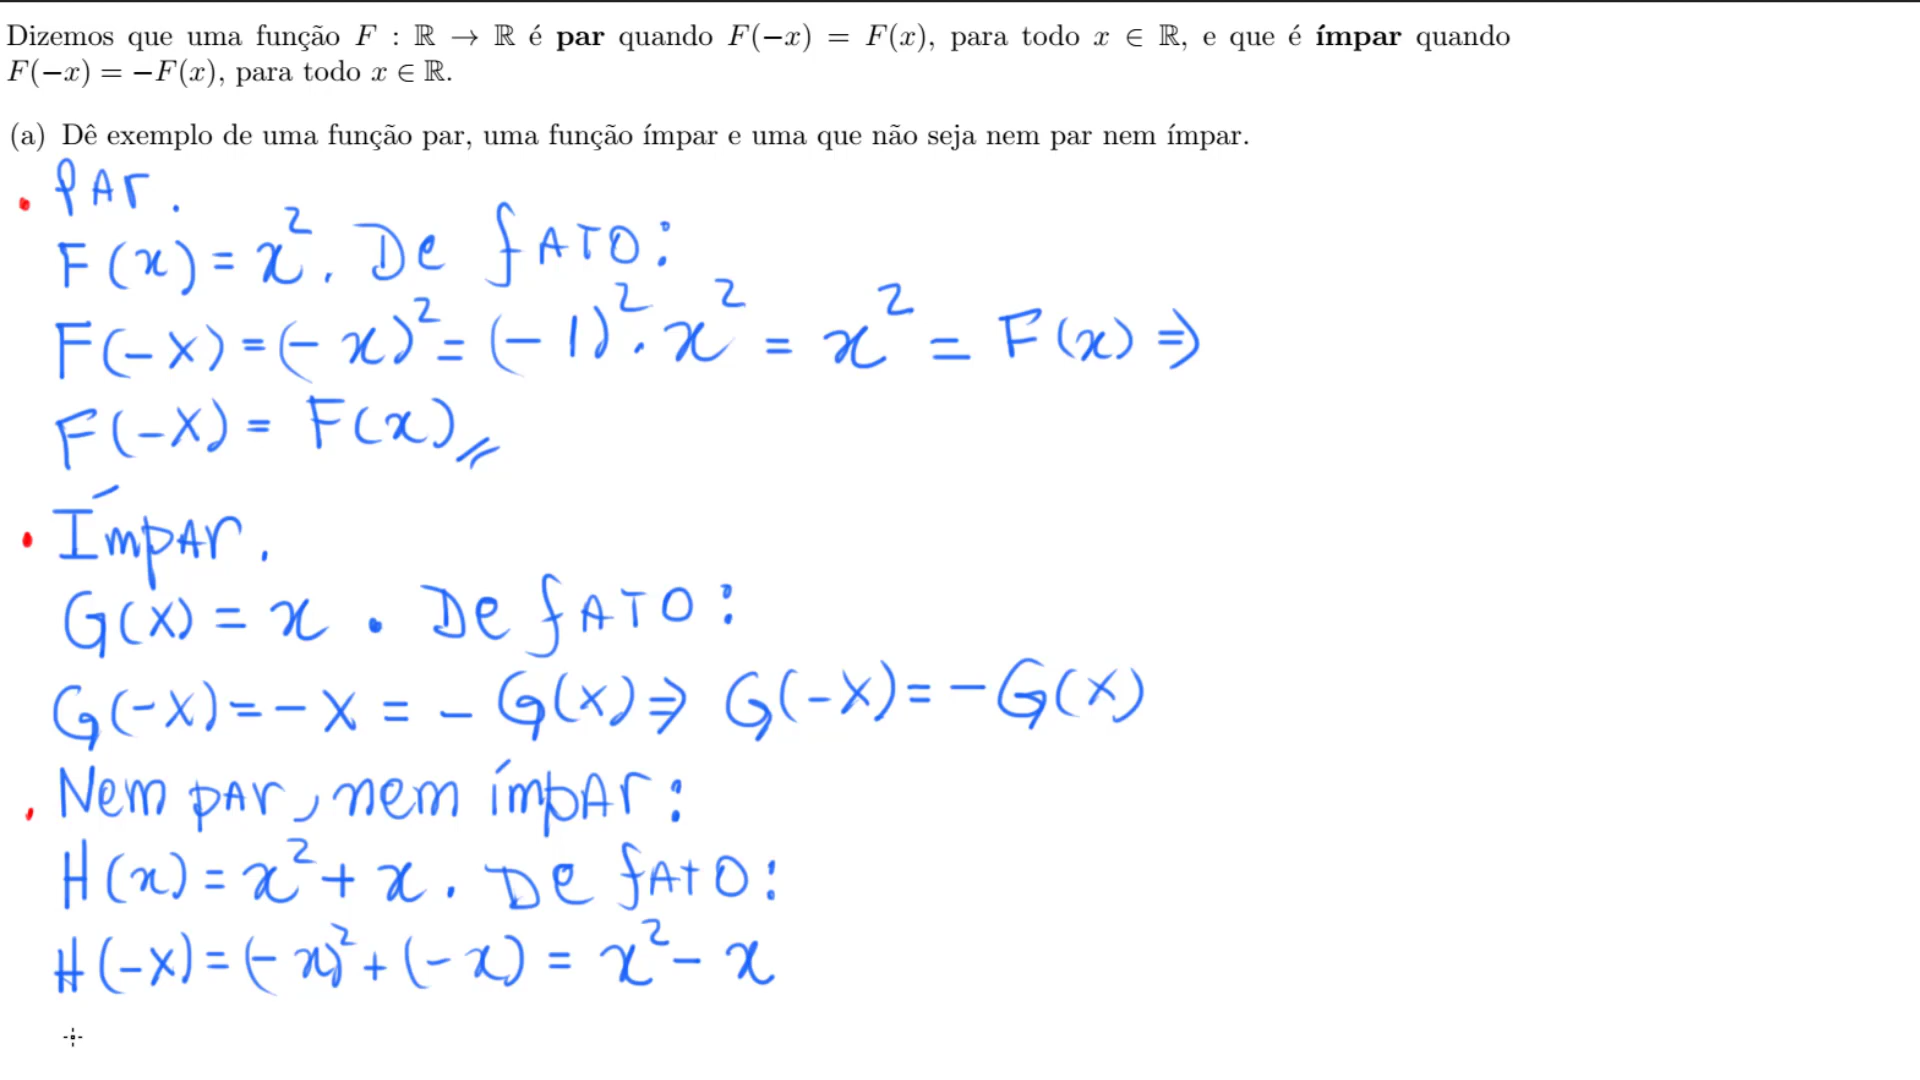 Dizemos que uma função F : ℝ → ℝ é par quando F(−x) = F(x), para todo x ∈ ℝ, e que é ímpar quando
F(−x) = −F(x), para todo x ∈ ℝ.
(a) Dê exemplo de uma função par, uma função ímpar e uma que não seja nem par nem ímpar.
• PAr.
F(x) = x². De fATO:
F(-x) = (-x)² = (-1)². x² = x² = F(x) ⇒
F(-x) = F(x)
• ÍmpAr.
G(x) = x. De fATO:
G(-x) = -x = - G(x) ⇒ G(-x) = - G(x)
• Nem pAr, nem ímpAr:
H(x) = x² + x. De fAtO:
H(-x) = (-x)² + (-x) = x² - x